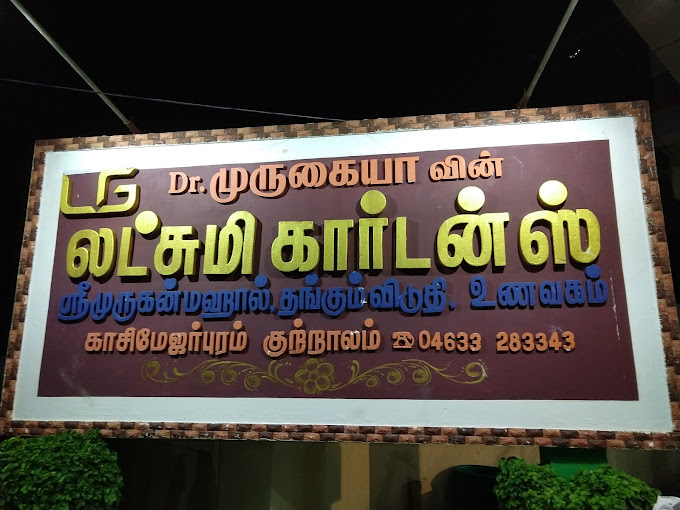 LG
Dr. முருகையா வின்
லட்சுமி கார்டன்ஸ்
ஸ்ரீமுருகன் மஹால், தங்கும் விடுதி, உணவகம்
காசிமேஜர்புரம் குற்றாலம் ☎ 04633 283343